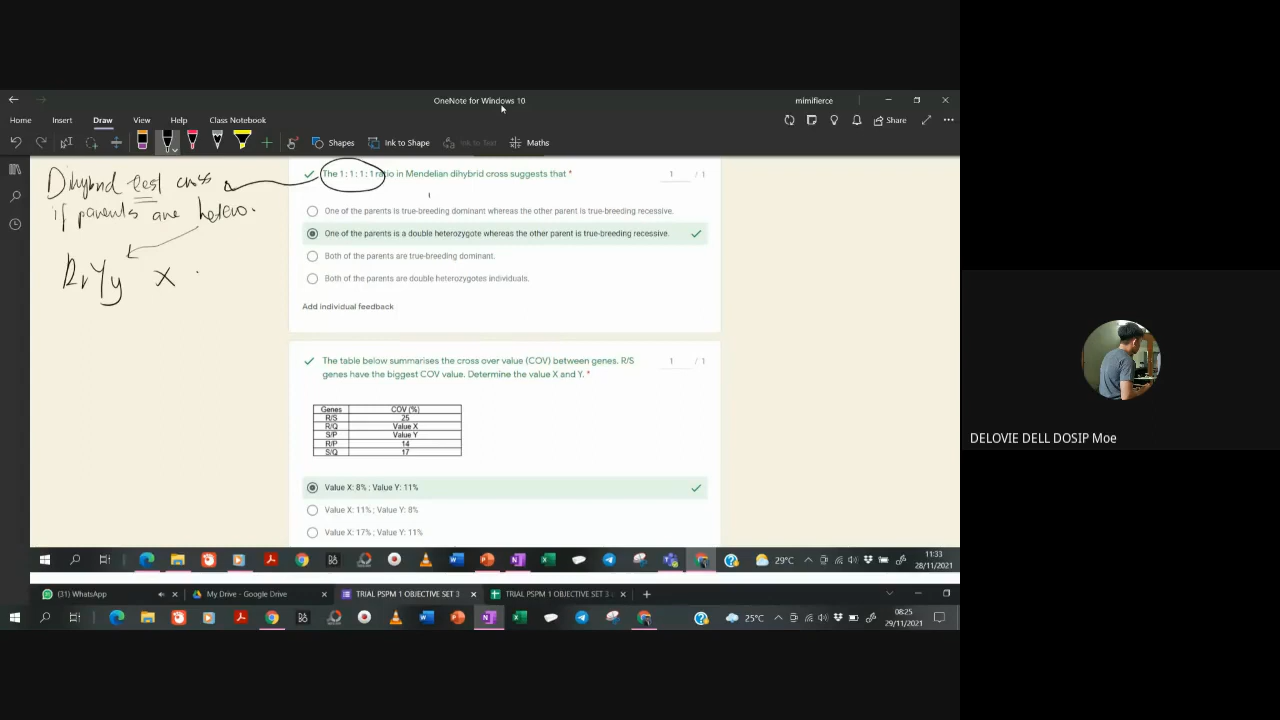 OneNote for Windows 10
mimifierce
Home
Insert
Draw
View
Help
Class Notebook
Share
Shapes
Ink to Shape
Ink to Text
Maths
Dihybrid test cross
if parents are hetero.
RrYy X
The 1 : 1 : 1 : 1 ratio in Mendelian dihybrid cross suggests that *
1 / 1
One of the parents is true-breeding dominant whereas the other parent is true-breeding recessive.
One of the parents is a double heterozygote whereas the other parent is true-breeding recessive.
Both of the parents are true-breeding dominant.
Both of the parents are double heterozygotes individuals.
Add individual feedback
The table below summarises the cross over value (COV) between genes. R/S
genes have the biggest COV value. Determine the value X and Y. *
1 / 1
Genes COV (%)
R/S 25
R/Q Value X
S/P Value Y
R/P 14
S/Q 17
Value X: 8% ; Value Y: 11%
Value X: 11% ; Value Y: 8%
Value X: 17% ; Value Y: 11%
29°C
11:33
28/11/2021
(31) WhatsApp
My Drive - Google Drive
TRIAL PSPM 1 OBJECTIVE SET 3
TRIAL PSPM 1 OBJECTIVE SET 3
25°C
08:25
29/11/2021
DELOVIE DELL DOSIP Moe